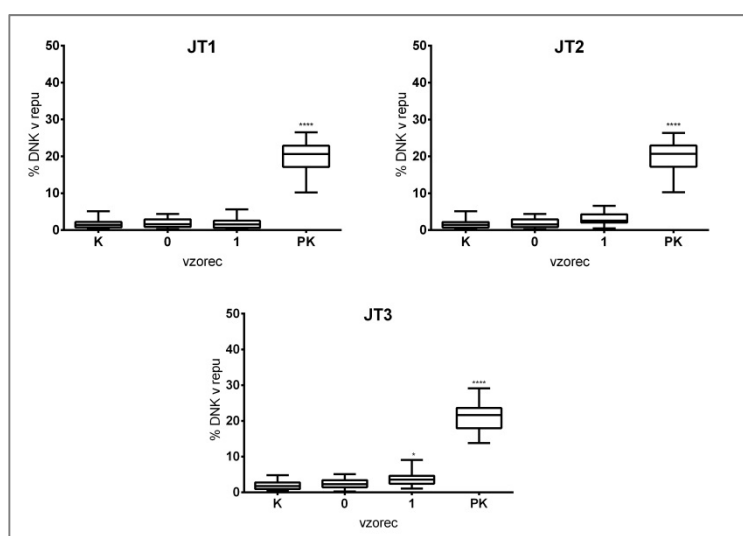 JT1
50
40
30
20
10
0
% DNK v repu
****
K 0 1 PK
vzorec
JT2
50
40
30
20
10
0
% DNK v repu
****
K 0 1 PK
vzorec
JT3
50
40
30
20
10
0
% DNK v repu
*
****
K 0 1 PK
vzorec